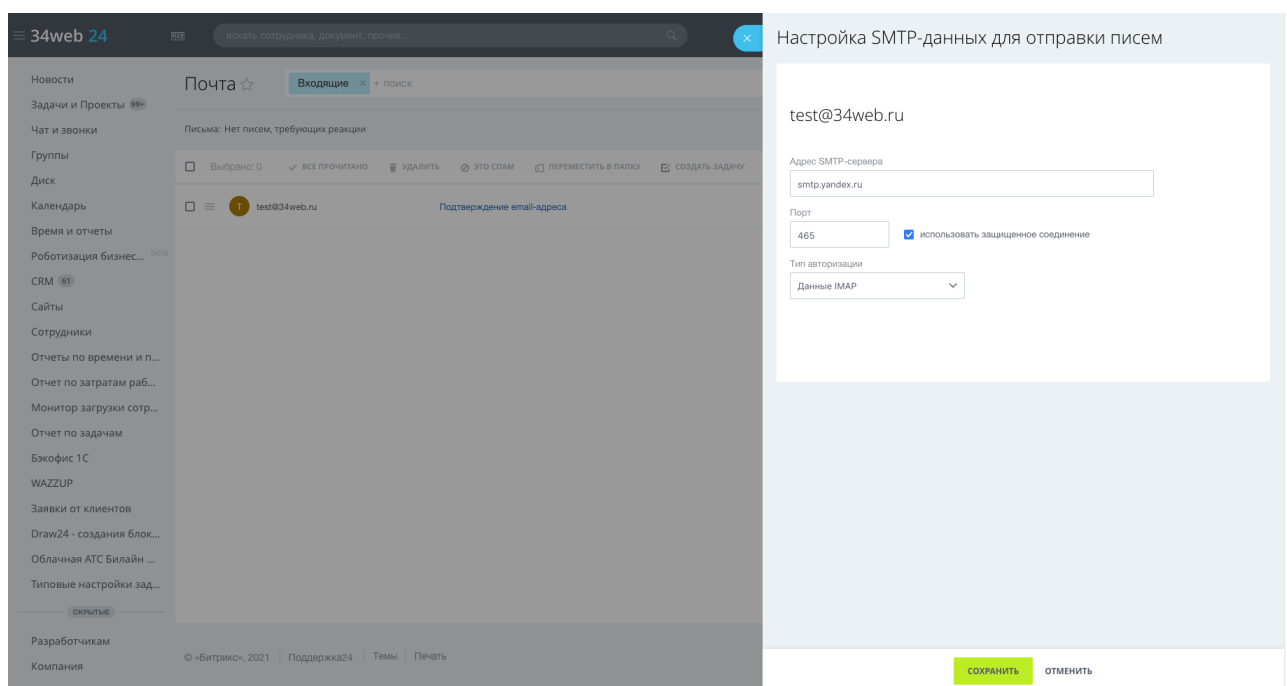 34web 24
искать сотрудника, документ, прочее...
Новости
Задачи и Проекты 99+
Чат и звонки
Группы
Диск
Календарь
Время и отчеты
Роботизация бизнес... beta
CRM 61
Сайты
Сотрудники
Отчеты по времени и п...
Отчет по затратам раб...
Монитор загрузки сотр...
Отчет по задачам
Бэкофис 1С
WAZZUP
Заявки от клиентов
Draw24 - создания блок...
Облачная АТС Билайн ...
Типовые настройки зад...
СКРЫТЫЕ
Разработчикам
Компания
Почта
Входящие × + поиск
Письма: Нет писем, требующих реакции
Выбрано: 0 ВСЕ ПРОЧИТАНО УДАЛИТЬ ЭТО СПАМ ПЕРЕМЕСТИТЬ В ПАПКУ СОЗДАТЬ ЗАДАЧУ
T test@34web.ru Подтверждение email-адреса
© «Битрикс», 2021 Поддержка24 Темы Печать
Настройка SMTP-данных для отправки писем
test@34web.ru
Адрес SMTP-сервера
smtp.yandex.ru
Порт
465 использовать защищенное соединение
Тип авторизации
Данные IMAP
СОХРАНИТЬ ОТМЕНИТЬ